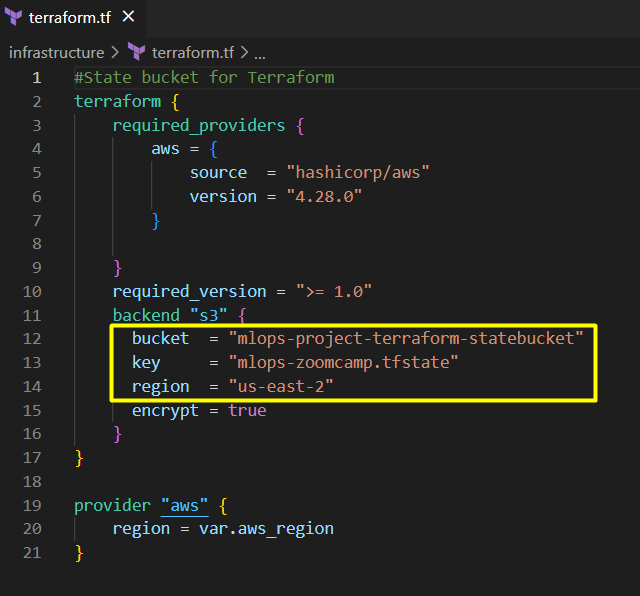 terraform.tf ×
infrastructure > terraform.tf > ...
1 #State bucket for Terraform
2 terraform {
3     required_providers {
4         aws = {
5             source  = "hashicorp/aws"
6             version = "4.28.0"
7         }
8
9     }
10     required_version = ">= 1.0"
11     backend "s3" {
12       bucket  = "mlops-project-terraform-statebucket"
13       key     = "mlops-zoomcamp.tfstate"
14       region  = "us-east-2"
15       encrypt = true
16     }
17 }
18
19 provider "aws" {
20     region = var.aws_region
21 }